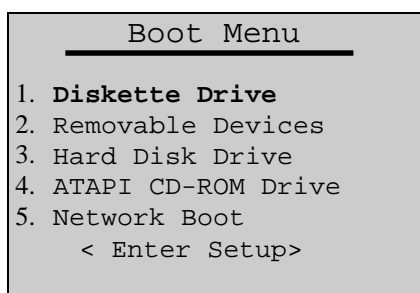 Boot Menu
1. Diskette Drive
2. Removable Devices
3. Hard Disk Drive
4. ATAPI CD-ROM Drive
5. Network Boot
< Enter Setup>